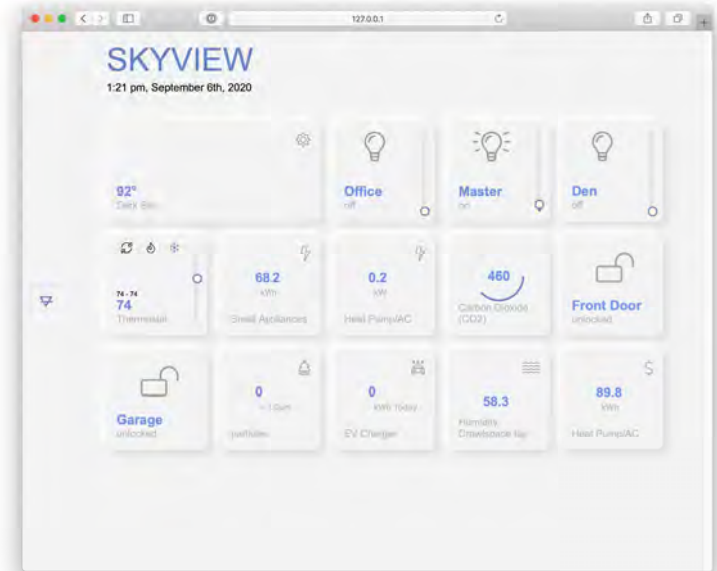 127.0.0.1
SKYVIEW
1:21 pm, September 6th, 2020
92°
Office
off
Master
on
Den
off
74 - 74
74
Thermostat
68.2
kWh
Small Appliances
0.2
kW
Heat Pump/AC
460
Carbon Dioxide
(CO2)
Front Door
unlocked
Garage
unlocked
0
particles
0
kWh Today
EV Charger
58.3
Humidity
89.8
kWh
Heat Pump/AC